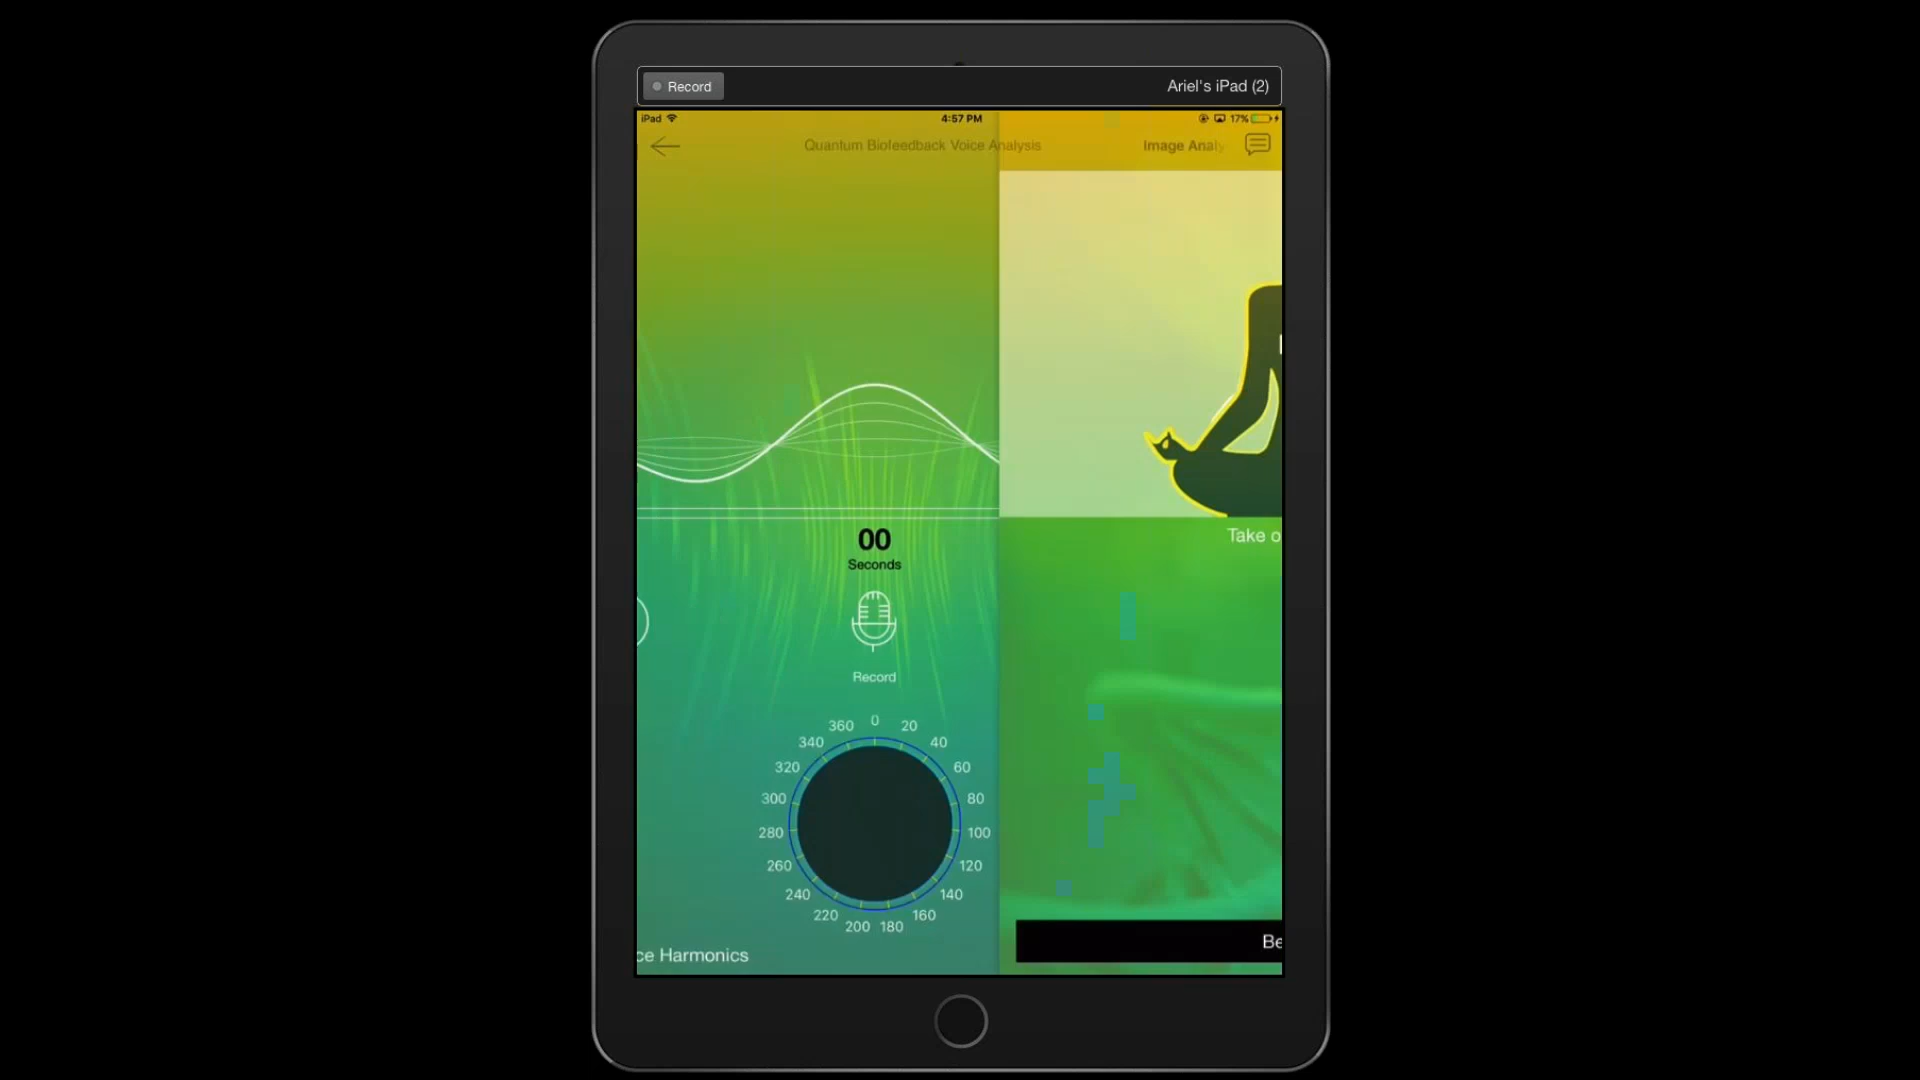 Record
Ariel's iPad (2)
iPad
4:57 PM
17%
Quantum Biofeedback Voice Analysis
Image Analy
Take o
00
Seconds
Record
0
20
40
60
80
100
120
140
160
180
200
220
240
260
280
300
320
340
360
ce Harmonics
Be